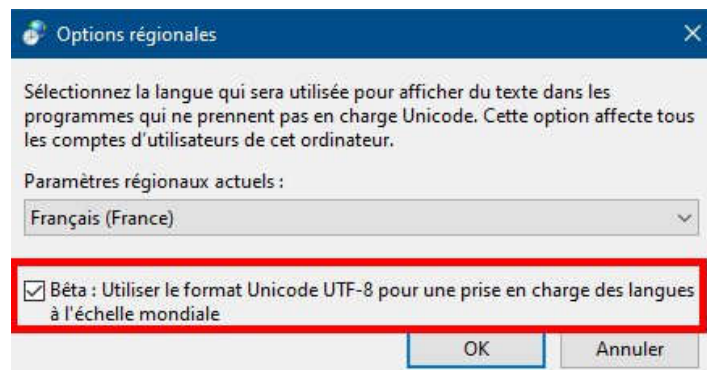 Options régionales
Sélectionnez la langue qui sera utilisée pour afficher du texte dans les
programmes qui ne prennent pas en charge Unicode. Cette option affecte tous
les comptes d'utilisateurs de cet ordinateur.
Paramètres régionaux actuels :
Français (France)
Bêta : Utiliser le format Unicode UTF-8 pour une prise en charge des langues
à l'échelle mondiale
OK
Annuler